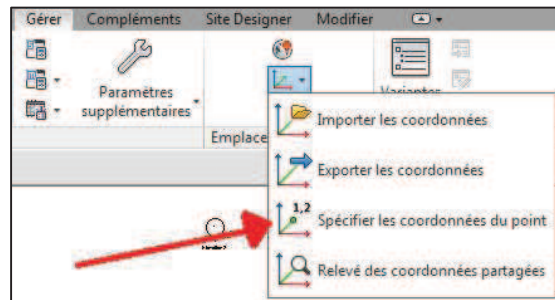 Gérer Compléments Site Designer Modifier
Paramètres
supplémentaires
Variantes
Emplace
Importer les coordonnées
Exporter les coordonnées
1,2
Spécifier les coordonnées du point
Relevé des coordonnées partagées